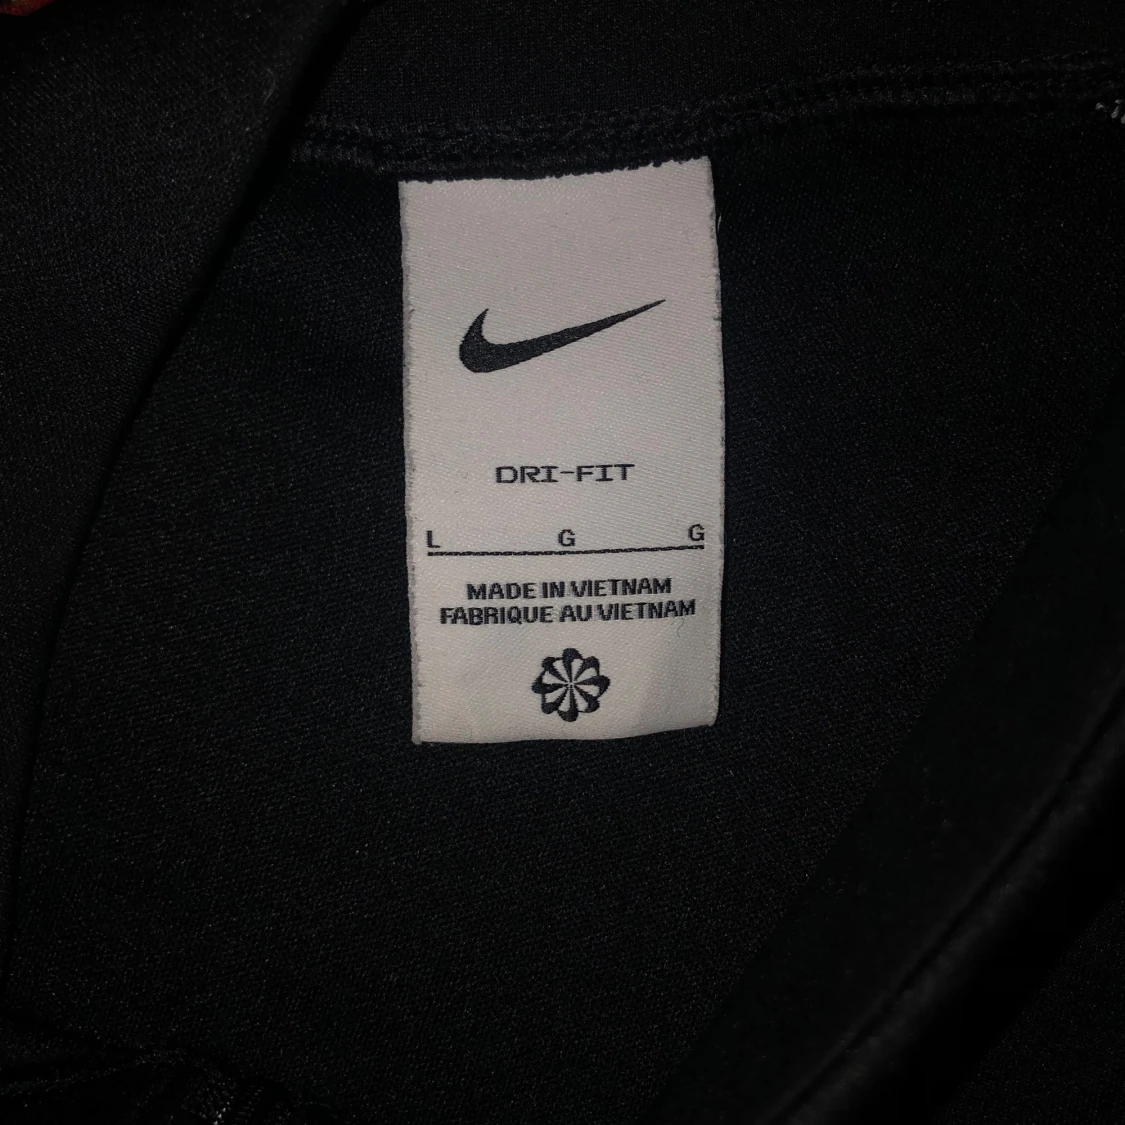 DRI-FIT
L G G
MADE IN VIETNAM
FABRIQUE AU VIETNAM